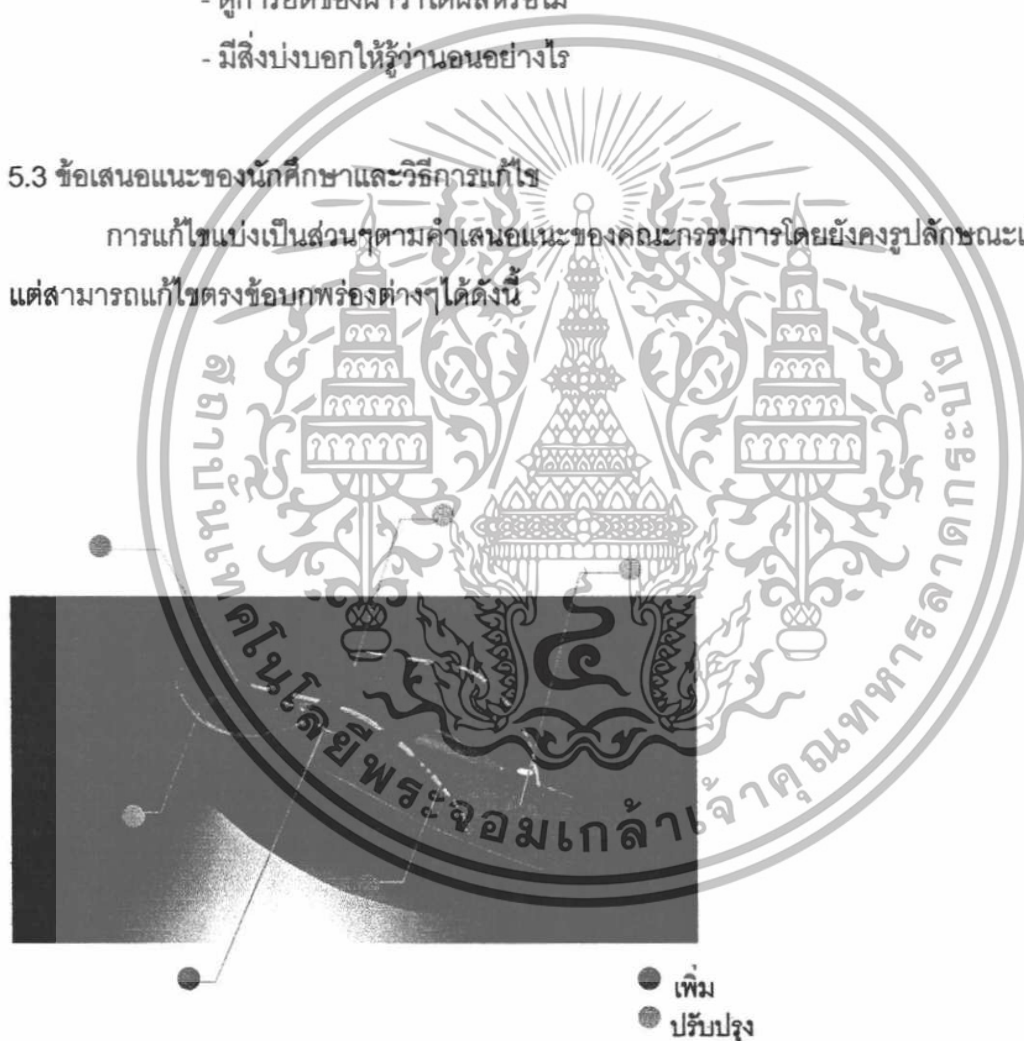 - ดูการยืดของผ้าว่าได้ผลหรือไม่
- มีสิ่งบ่งบอกให้รู้ว่านอนอย่างไร
5.3 ข้อเสนอแนะของนักศึกษาและวิธีการแก้ไข
การแก้ไขแบ่งเป็นส่วนๆตามคำเสนอแนะของคณะกรรมการโดยยังคงรูปลักษณะเ
แต่สามารถแก้ไขตรงข้อบกพร่องต่างๆได้ดังนี้
สถาบันเทคโนโลยีพระจอมเกล้าเจ้าคุณทหารลาดกระบัง
๔
เพิ่ม
ปรับปรุง